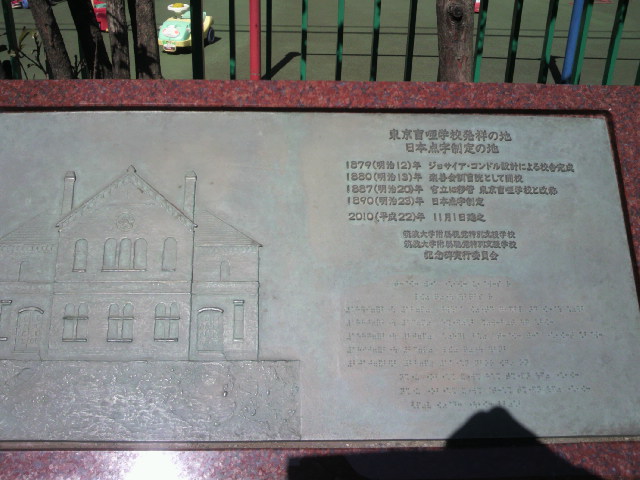 東京盲唖学校発祥の地
日本点字制定の地
1879(明治12)年 ジョサイア・コンドル設計による校舎完成
1880(明治13)年 楽善会訓盲院として開校
1887(明治20)年 官立に移管 東京盲唖学校と改称
1890(明治23)年 日本点字制定
2010(平成22)年 11月1日建之
筑波大学附属視覚特別支援学校
筑波大学附属聴覚特別支援学校
記念碑実行委員会